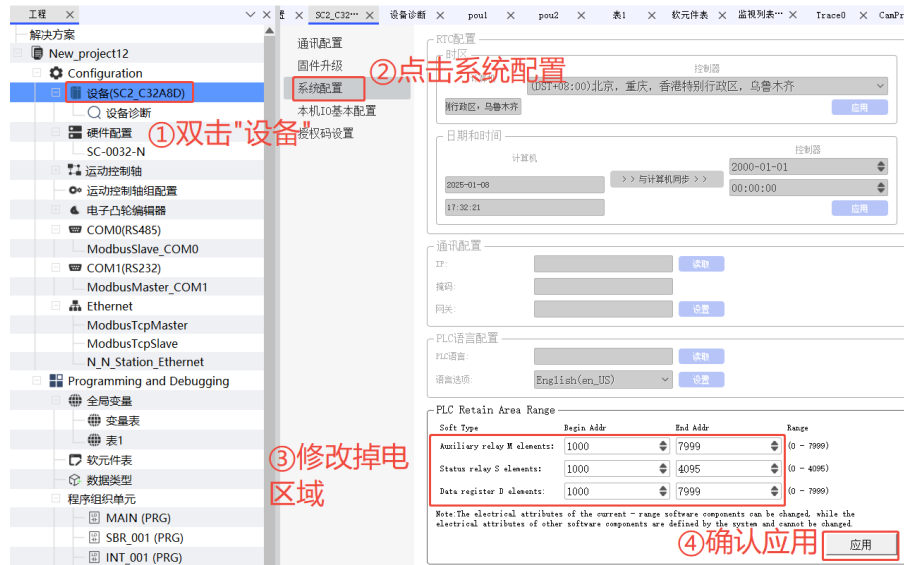 工程
置
SC2_C32···
设备诊断
pou1
pou2
表1
软元件表
监视列表···
Trace0
CamPr
解决方案
New_project12
Configuration
设备(SC2_C32A8D)
设备诊断
硬件配置
SC-0032-N
运动控制轴
运动控制轴组配置
电子凸轮编辑器
COM0(RS485)
ModbusSlave_COM0
COM1(RS232)
ModbusMaster_COM1
Ethernet
ModbusTcpMaster
ModbusTcpSlave
N_N_Station_Ethernet
Programming and Debugging
全局变量
变量表
表1
软元件表
数据类型
程序组织单元
MAIN (PRG)
SBR_001 (PRG)
INT_001 (PRG)
①双击"设备"
通讯配置
固件升级
系统配置
本机IO基本配置
授权码设置
②点击系统配置
③修改掉电
区域
RTC配置
时区
控制器
(DST+08:00)北京，重庆，香港特别行政区，乌鲁木齐
别行政区，乌鲁木齐
应用
日期和时间
计算机
控制器
2025-01-08
>>与计算机同步>>
2000-01-01
00:00:00
17:32:21
应用
通讯配置
IP:
读取
掩码:
网关:
设置
PLC语言配置
PLC语言:
读取
语言选项:
English(en_US)
设置
PLC Retain Area Range
Soft Type Begin Addr End Addr Range
Auxiliary relay M elements: 1000 7999 (0 - 7999)
Status relay S elements: 1000 4095 (0 - 4095)
Data register D elements: 1000 7999 (0 - 7999)
Note:The electrical attributes of the current - range software components can be changed, while the
electrical attributes of other software components are defined by the system and cannot be changed.
④确认应用
应用